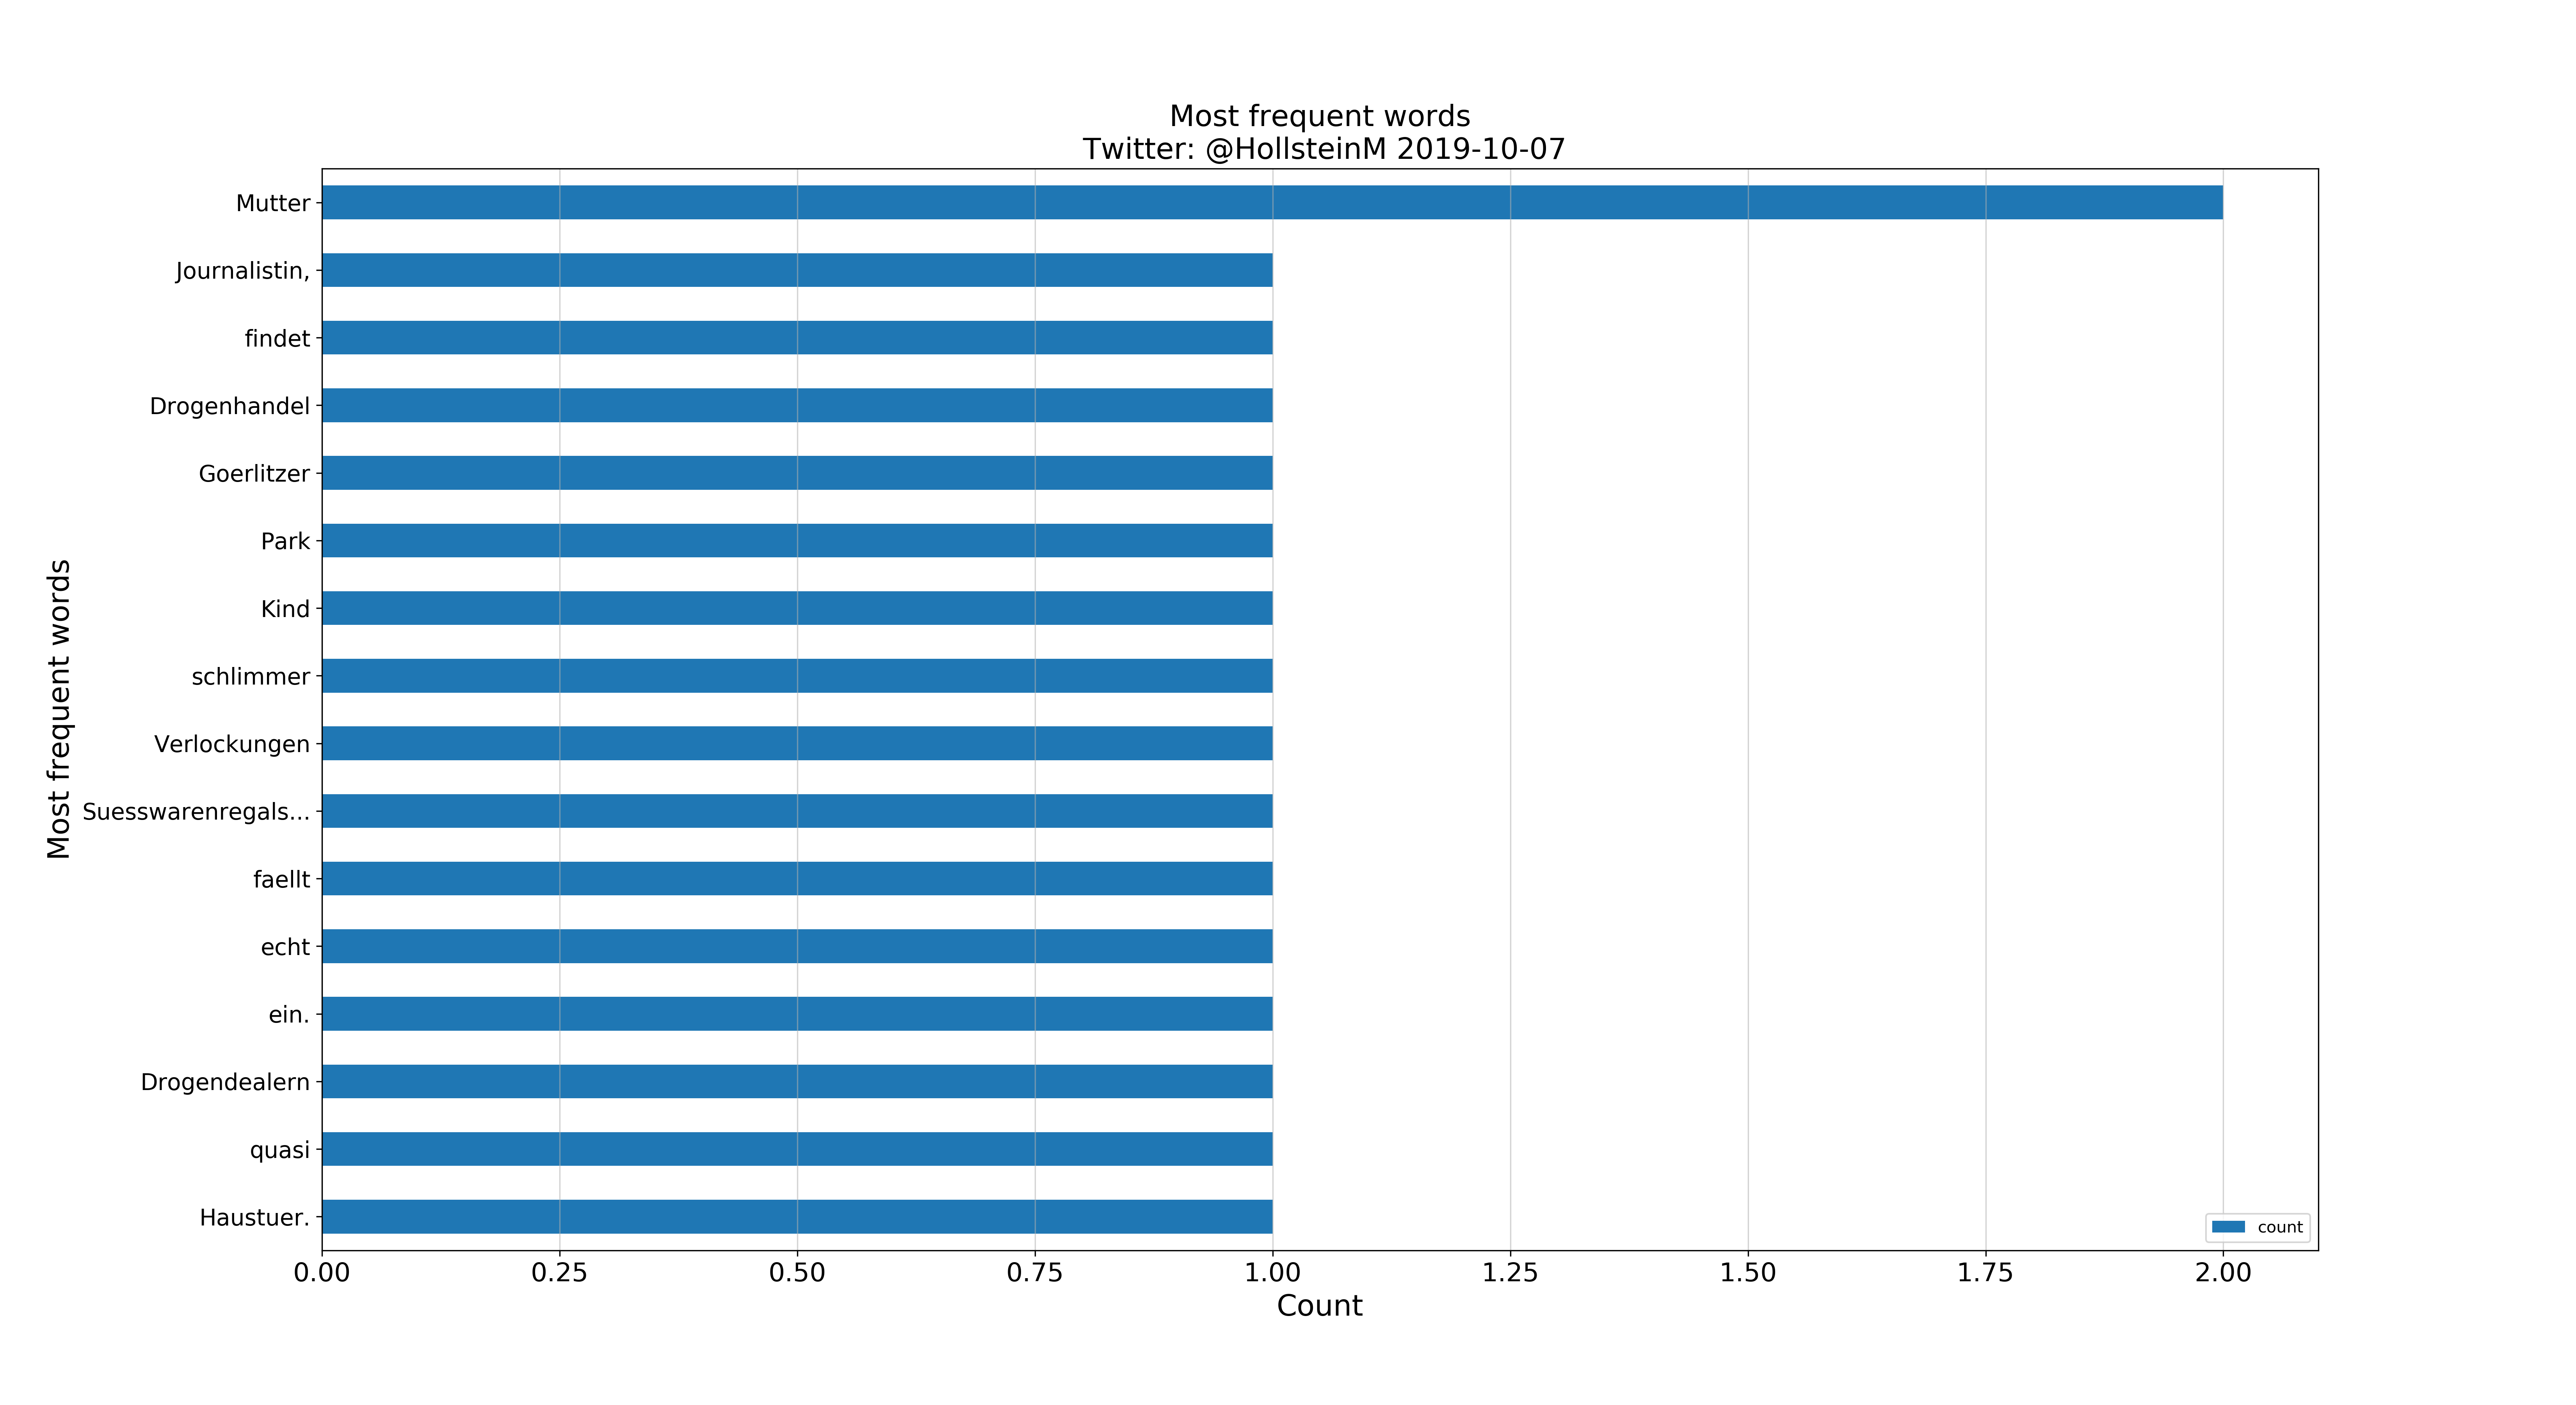 Most frequent words
Twitter: @HollsteinM 2019-10-07
Most frequent words
Mutter
Journalistin,
findet
Drogenhandel
Goerlitzer
Park
Kind
schlimmer
Verlockungen
Suesswarenregals...
faellt
echt
ein.
Drogendealern
quasi
Haustuer.
count
0.00 0.25 0.50 0.75 1.00 1.25 1.50 1.75 2.00
Count